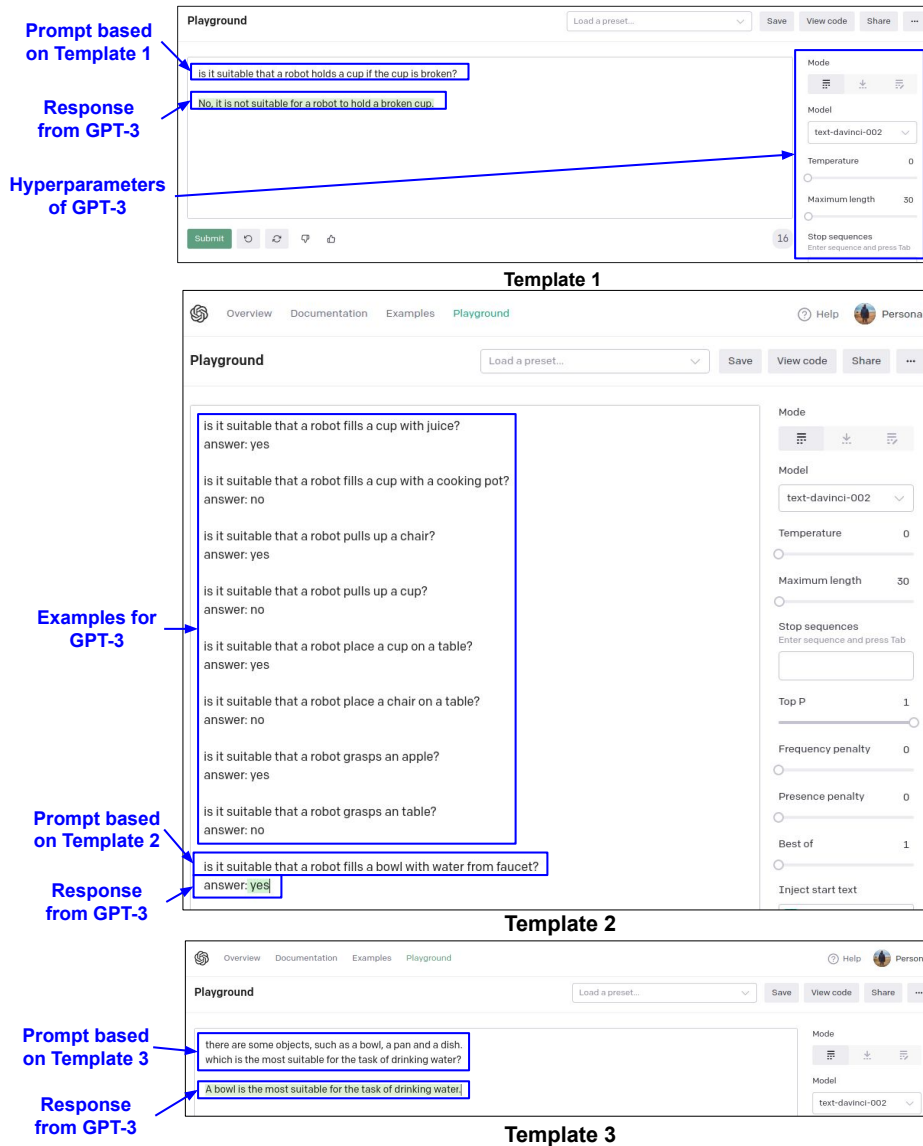 Playground
Load a preset...
Save
View code
Share
...
Prompt based
on Template 1
is it suitable that a robot holds a cup if the cup is broken?
Response
from GPT-3
No, it is not suitable for a robot to hold a broken cup.
Hyperparameters
of GPT-3
Mode
Model
text-davinci-002
Temperature 0
Maximum length 30
Stop sequences
Enter sequence and press Tab
Submit
16
Template 1
Overview Documentation Examples Playground
Help
Persona
Playground
Load a preset...
Save
View code
Share
...
Examples for
GPT-3
is it suitable that a robot fills a cup with juice?
answer: yes
is it suitable that a robot fills a cup with a cooking pot?
answer: no
is it suitable that a robot pulls up a chair?
answer: yes
is it suitable that a robot pulls up a cup?
answer: no
is it suitable that a robot place a cup on a table?
answer: yes
is it suitable that a robot place a chair on a table?
answer: no
is it suitable that a robot grasps an apple?
answer: yes
is it suitable that a robot grasps an table?
answer: no
Prompt based
on Template 2
is it suitable that a robot fills a bowl with water from faucet?
Response
from GPT-3
answer: yes
Mode
Model
text-davinci-002
Temperature 0
Maximum length 30
Stop sequences
Enter sequence and press Tab
Top P 1
Frequency penalty 0
Presence penalty 0
Best of 1
Inject start text
Template 2
Overview Documentation Examples Playground
Help
Person
Playground
Load a preset...
Save
View code
Share
...
Prompt based
on Template 3
there are some objects, such as a bowl, a pan and a dish.
which is the most suitable for the task of drinking water?
Response
from GPT-3
A bowl is the most suitable for the task of drinking water.
Mode
Model
text-davinci-002
Template 3